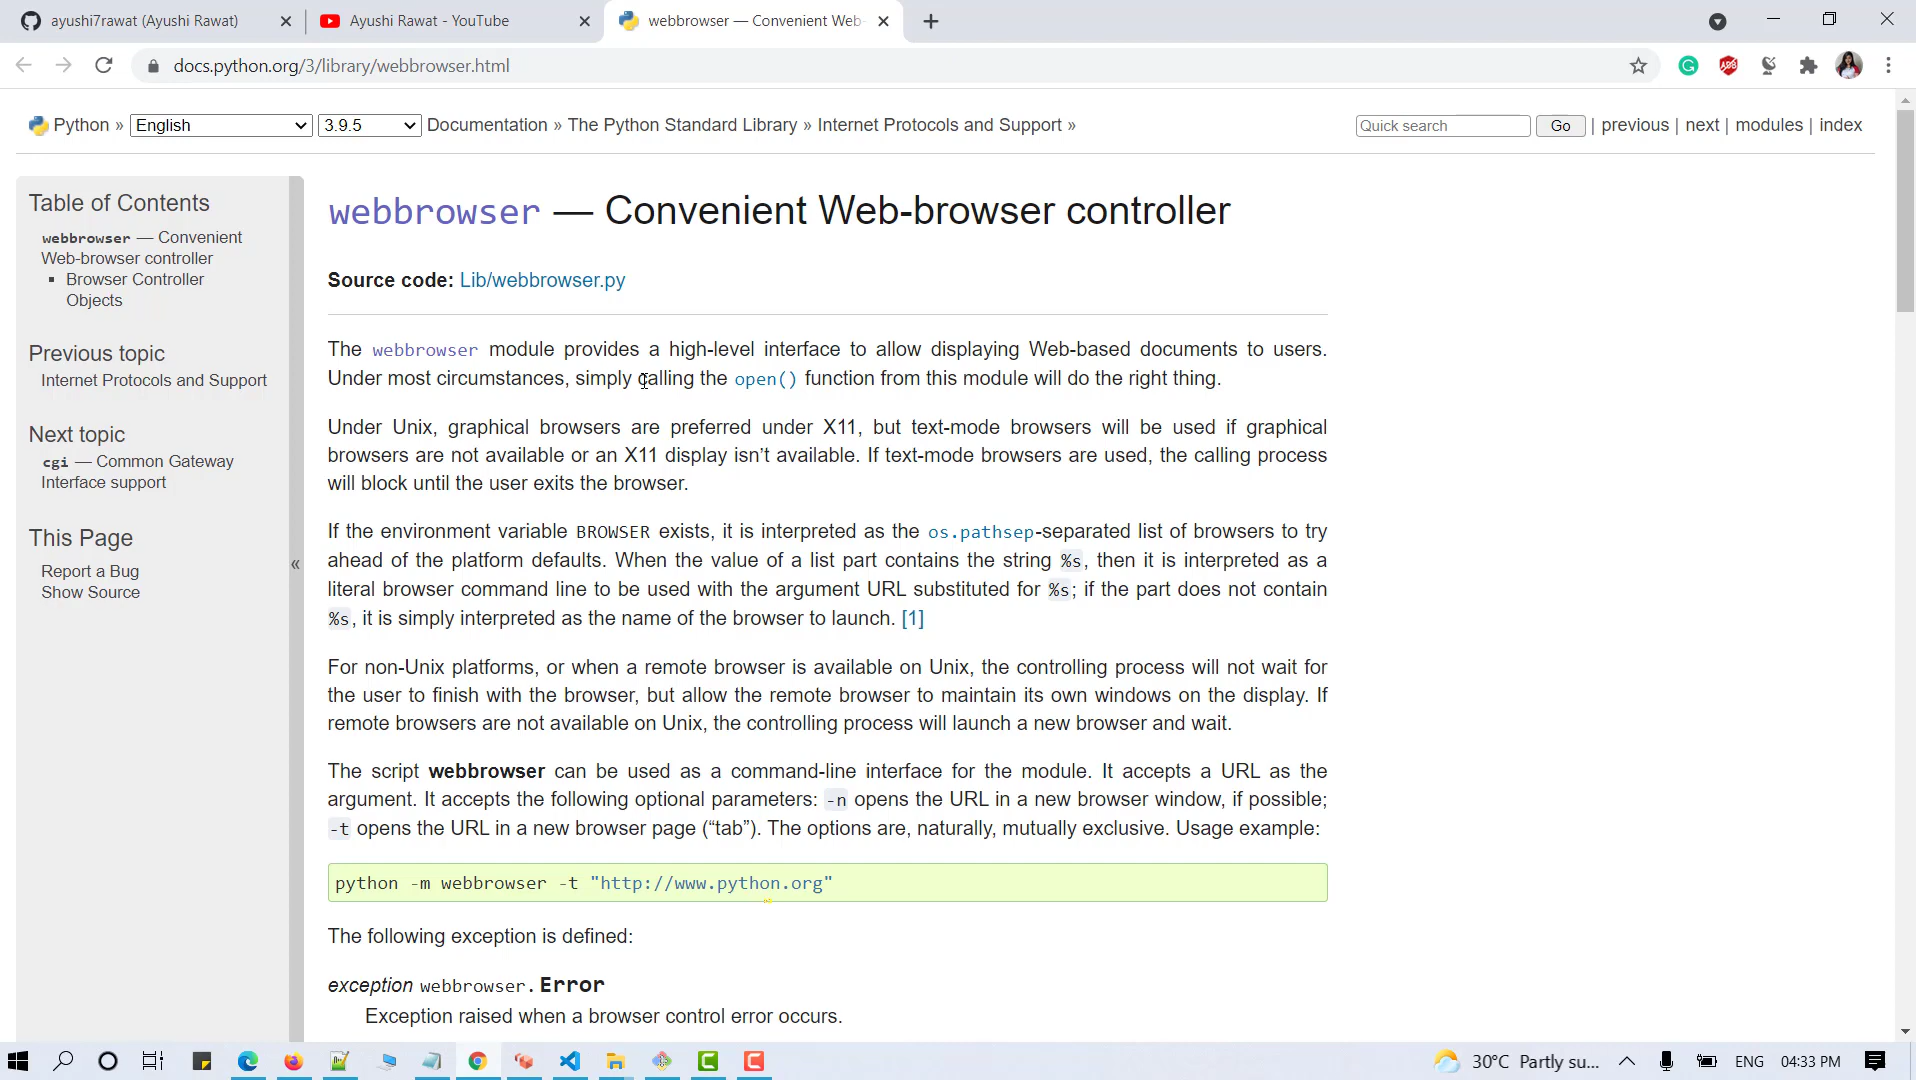 ayushi7rawat (Ayushi Rawat)
Ayushi Rawat - YouTube
webbrowser — Convenient Web-
docs.python.org/3/library/webbrowser.html
Python » English 3.9.5 Documentation » The Python Standard Library » Internet Protocols and Support »
Quick search Go | previous | next | modules | index
Table of Contents
webbrowser — Convenient
Web-browser controller
Browser Controller
Objects
Previous topic
Internet Protocols and Support
Next topic
cgi — Common Gateway
Interface support
This Page
Report a Bug
Show Source
«
webbrowser — Convenient Web-browser controller
Source code: Lib/webbrowser.py
The webbrowser module provides a high-level interface to allow displaying Web-based documents to users.
Under most circumstances, simply calling the open() function from this module will do the right thing.
Under Unix, graphical browsers are preferred under X11, but text-mode browsers will be used if graphical
browsers are not available or an X11 display isn’t available. If text-mode browsers are used, the calling process
will block until the user exits the browser.
If the environment variable BROWSER exists, it is interpreted as the os.pathsep-separated list of browsers to try
ahead of the platform defaults. When the value of a list part contains the string %s, then it is interpreted as a
literal browser command line to be used with the argument URL substituted for %s; if the part does not contain
%s, it is simply interpreted as the name of the browser to launch. [1]
For non-Unix platforms, or when a remote browser is available on Unix, the controlling process will not wait for
the user to finish with the browser, but allow the remote browser to maintain its own windows on the display. If
remote browsers are not available on Unix, the controlling process will launch a new browser and wait.
The script webbrowser can be used as a command-line interface for the module. It accepts a URL as the
argument. It accepts the following optional parameters: -n opens the URL in a new browser window, if possible;
-t opens the URL in a new browser page (“tab”). The options are, naturally, mutually exclusive. Usage example:
python -m webbrowser -t "http://www.python.org"
The following exception is defined:
exception webbrowser.Error
Exception raised when a browser control error occurs.
30°C Partly su... ENG 04:33 PM